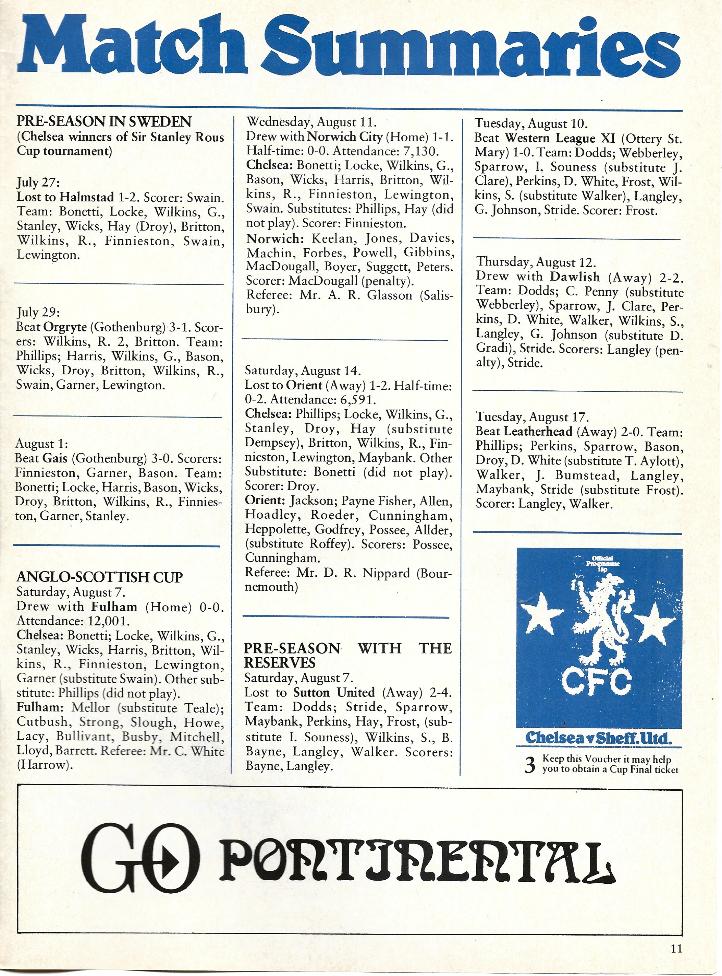 Match Summaries
PRE-SEASON IN SWEDEN
(Chelsea winners of Sir Stanley Rous
Cup tournament)
July 27:
Lost to Halmstad 1-2. Scorer: Swain.
Team: Bonetti, Locke, Wilkins, G.,
Stanley, Wicks, Hay (Droy), Britton,
Wilkins, R., Finnieston, Swain,
Lewington.
July 29:
Beat Orgryte (Gothenburg) 3-1. Scor-
ers: Wilkins, R. 2, Britton. Team:
Phillips; Harris, Wilkins, G., Bason,
Wicks, Droy, Britton, Wilkins, R.,
Swain, Garner, Lewington.
August 1:
Beat Gais (Gothenburg) 3-0. Scorers:
Finnieston, Garner, Bason. Team:
Bonetti; Locke, Harris, Bason, Wicks,
Droy, Britton, Wilkins, R., Finnies-
ton, Garner, Stanley.
ANGLO-SCOTTISH CUP
Saturday, August 7.
Drew with Fulham (Home) 0-0.
Attendance: 12,001.
Chelsea: Bonetti; Locke, Wilkins, G.,
Stanley, Wicks, Harris, Britton, Wil-
kins, R., Finnieston, Lewington,
Garner (substitute Swain). Other sub-
stitute: Phillips (did not play).
Fulham: Mellor (substitute Teale);
Cutbush, Strong, Slough, Howe,
Lacy, Bullivant, Busby, Mitchell,
Lloyd, Barrett. Referee: Mr. C. White
(Harrow).
Wednesday, August 11.
Drew with Norwich City (Home) 1-1.
Half-time: 0-0. Attendance: 7,130.
Chelsea: Bonetti; Locke, Wilkins, G.,
Bason, Wicks, Harris, Britton, Wil-
kins, R., Finnieston, Lewington,
Swain. Substitutes: Phillips, Hay (did
not play). Scorer: Finnieston.
Norwich: Keelan, Jones, Davies,
Machin, Forbes, Powell, Gibbins,
MacDougall, Boyer, Suggett, Peters.
Scorer: MacDougall (penalty).
Referee: Mr. A. R. Glasson (Salis-
bury).
Saturday, August 14.
Lost to Orient (Away) 1-2. Half-time:
0-2. Attendance: 6,591.
Chelsea: Phillips; Locke, Wilkins, G.,
Stanley, Droy, Hay (substitute
Dempsey), Britton, Wilkins, R., Fin-
nieston, Lewington, Maybank. Other
Substitute: Bonetti (did not play).
Scorer: Droy.
Orient: Jackson; Payne Fisher, Allen,
Hoadley, Roeder, Cunningham,
Heppolette, Godfrey, Possee, Allder,
(substitute Roffey). Scorers: Possee,
Cunningham.
Referee: Mr. D. R. Nippard (Bour-
nemouth)
PRE-SEASON WITH THE
RESERVES
Saturday, August 7.
Lost to Sutton United (Away) 2-4.
Team: Dodds; Stride, Sparrow,
Maybank, Perkins, Hay, Frost, (sub-
stitute I. Souness), Wilkins, S., B.
Bayne, Langley, Walker. Scorers:
Bayne, Langley.
Tuesday, August 10.
Beat Western League XI (Ottery St.
Mary) 1-0. Team: Dodds; Webberley,
Sparrow, I. Souness (substitute J.
Clare), Perkins, D. White, Frost, Wil-
kins, S. (substitute Walker), Langley,
G. Johnson, Stride. Scorer: Frost.
Thursday, August 12.
Drew with Dawlish (Away) 2-2.
Team: Dodds; C. Penny (substitute
Webberley), Sparrow, J. Clare, Per-
kins, D. White, Walker, Wilkins, S.,
Langley, G. Johnson (substitute D.
Gradi), Stride. Scorers: Langley (pen-
alty), Stride.
Tuesday, August 17.
Beat Leatherhead (Away) 2-0. Team:
Phillips; Perkins, Sparrow, Bason,
Droy, D. White (substitute T. Aylott),
Walker, J. Bumstead, Langley,
Maybank, Stride (substitute Frost).
Scorer: Langley, Walker.
Official
Programme
CFC
Chelsea v Sheff. Utd.
3 Keep this Voucher it may help
you to obtain a Cup Final ticket
GO PONTINENTAL
11